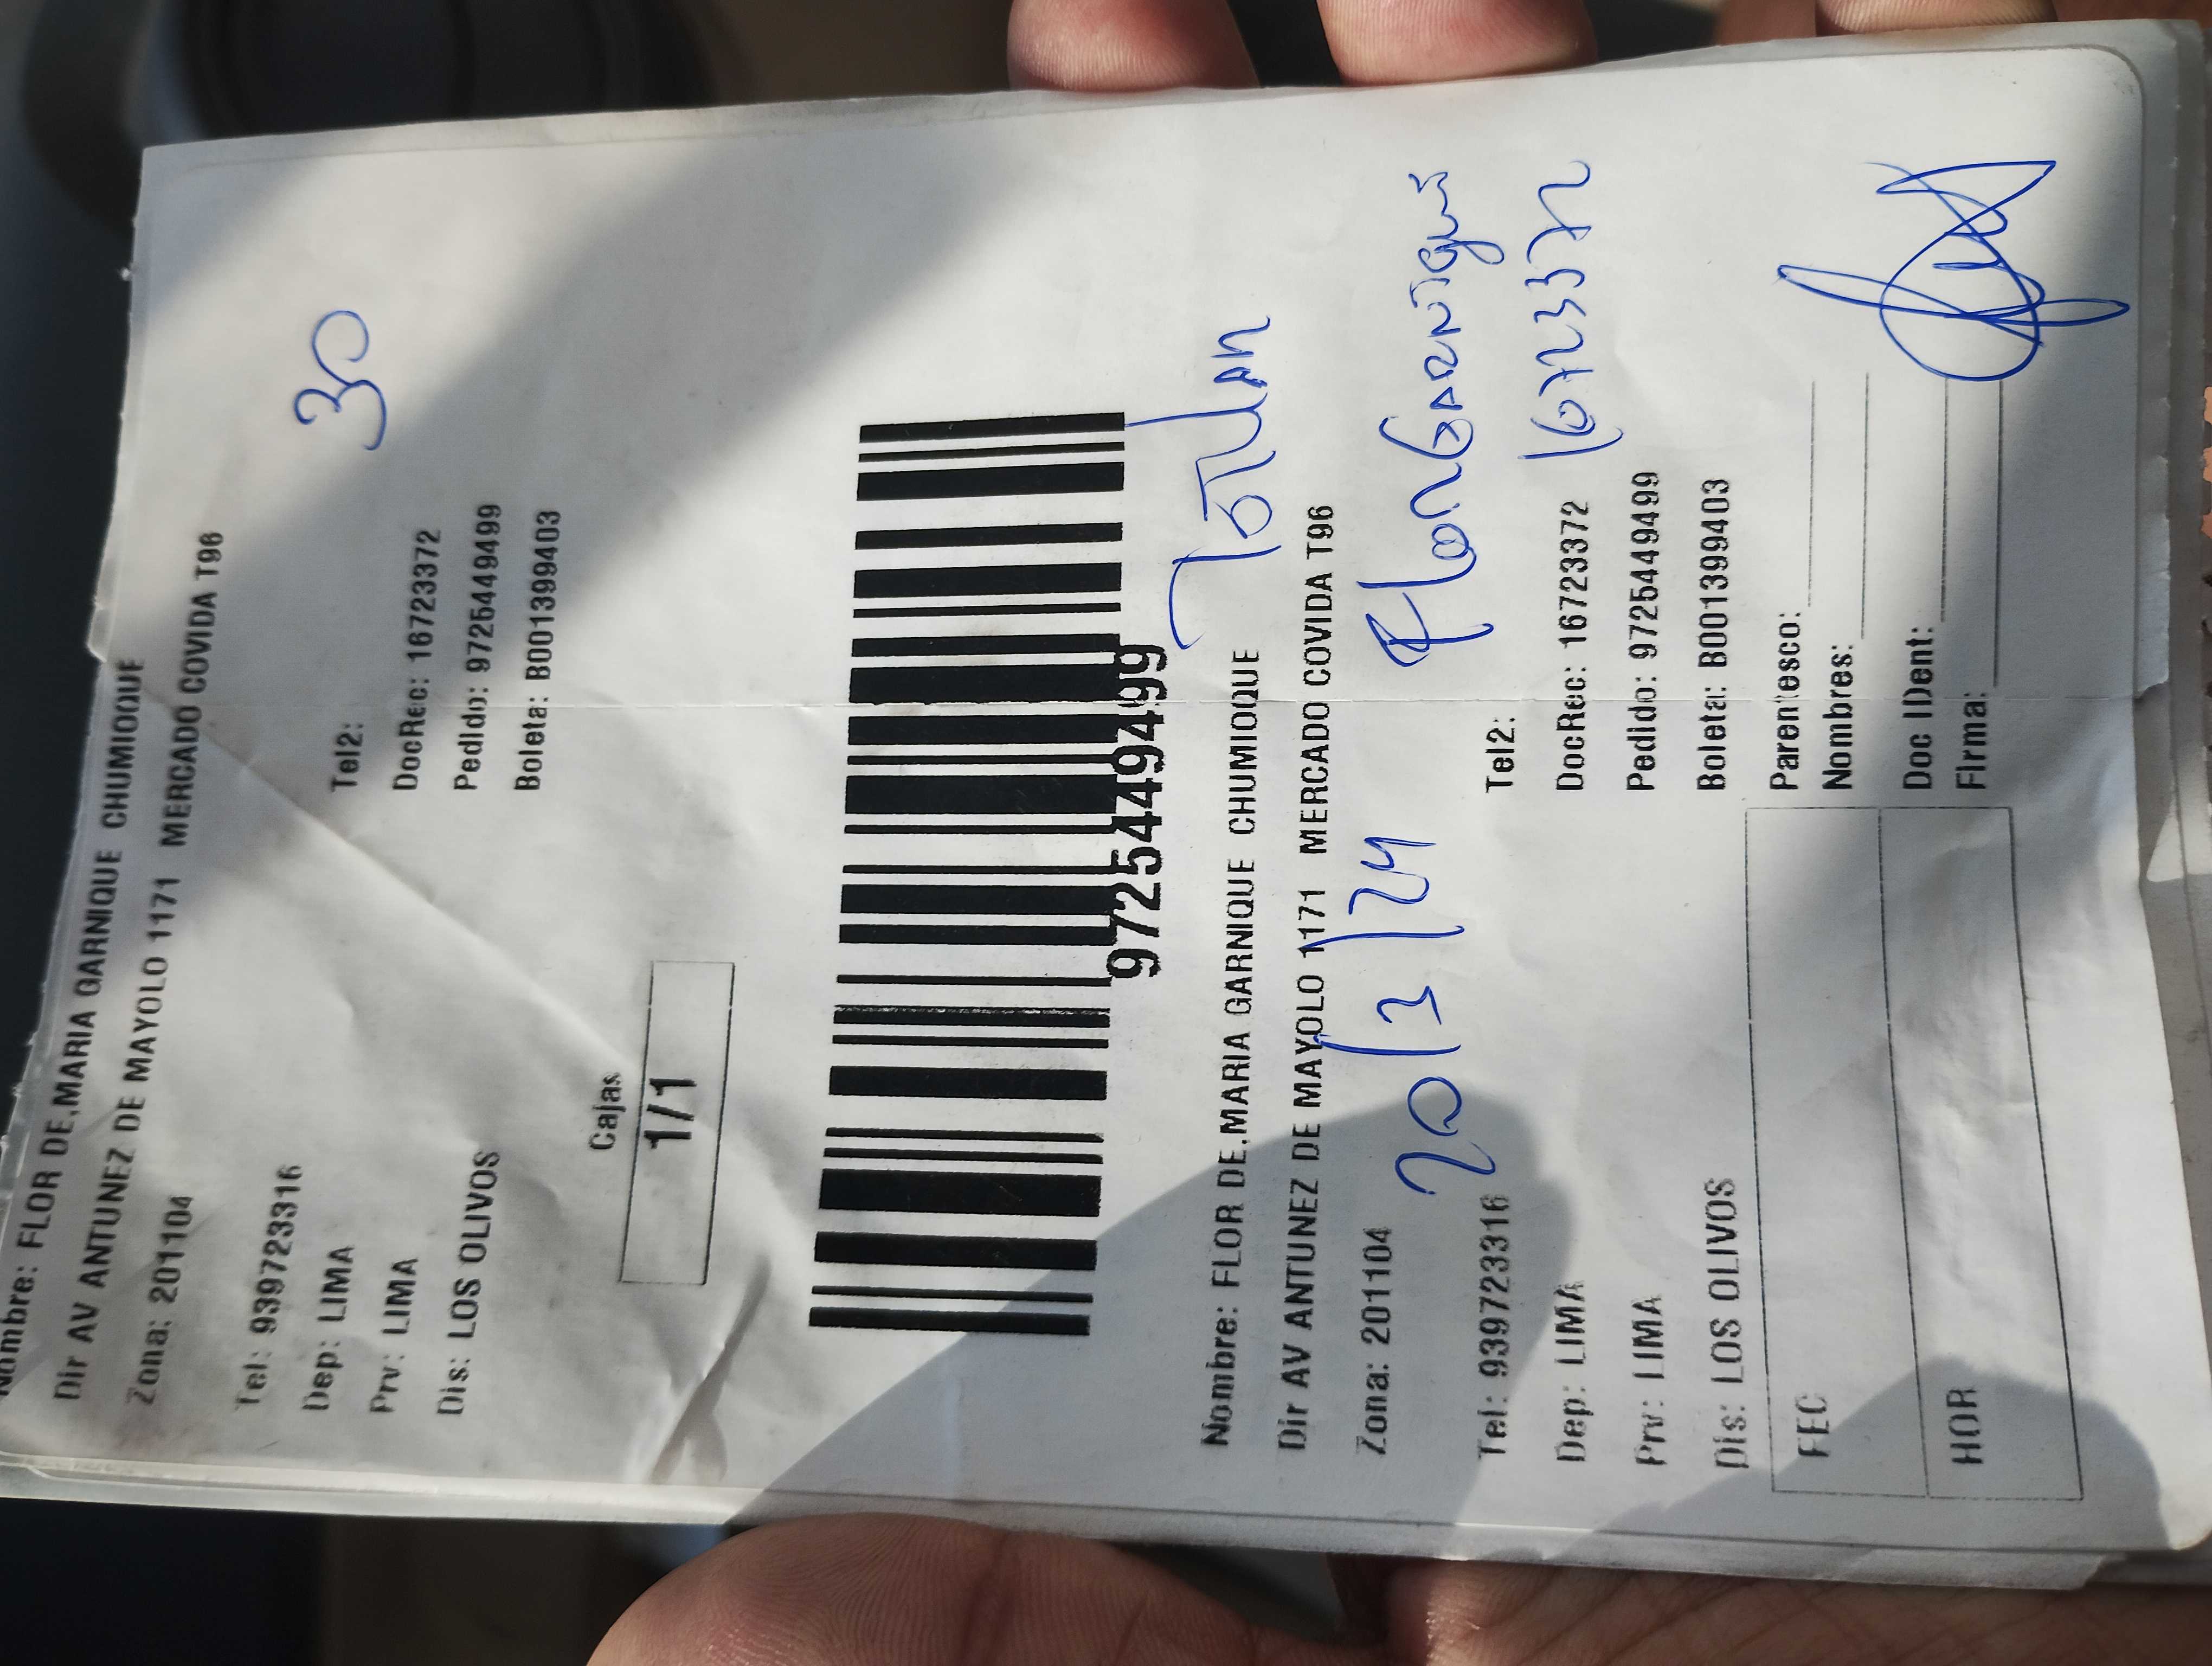 Nombre: FLOR DE.MARIA GARNIQUE CHUMIOQUE
Dir AV ANTUNEZ DE MAYOLO 1171 MERCADO COVIDA T96
Zona: 201104
30
Tel: 939723316 Tel2:
Dep: LIMA DocRec: 16723372
Prv: LIMA Pedido: 9725449499
Dis: LOS OLIVOS Boleta: B001399403
Cajas
1/1
9725449499
Nombre: FLOR DE.MARIA GARNIQUE CHUMIOQUE
Dir AV ANTUNEZ DE MAYOLO 1171 MERCADO COVIDA T96
Zona: 201104
20/3/24 Flor Garnique
Tel: 939723316 Tel2:
16723372
Dep: LIMA DocRec: 16723372
Prv: LIMA Pedido: 9725449499
Dis: LOS OLIVOS Boleta: B001399403
FEC Parentesco:
Nombres:
HOR Doc IDent:
Firma: